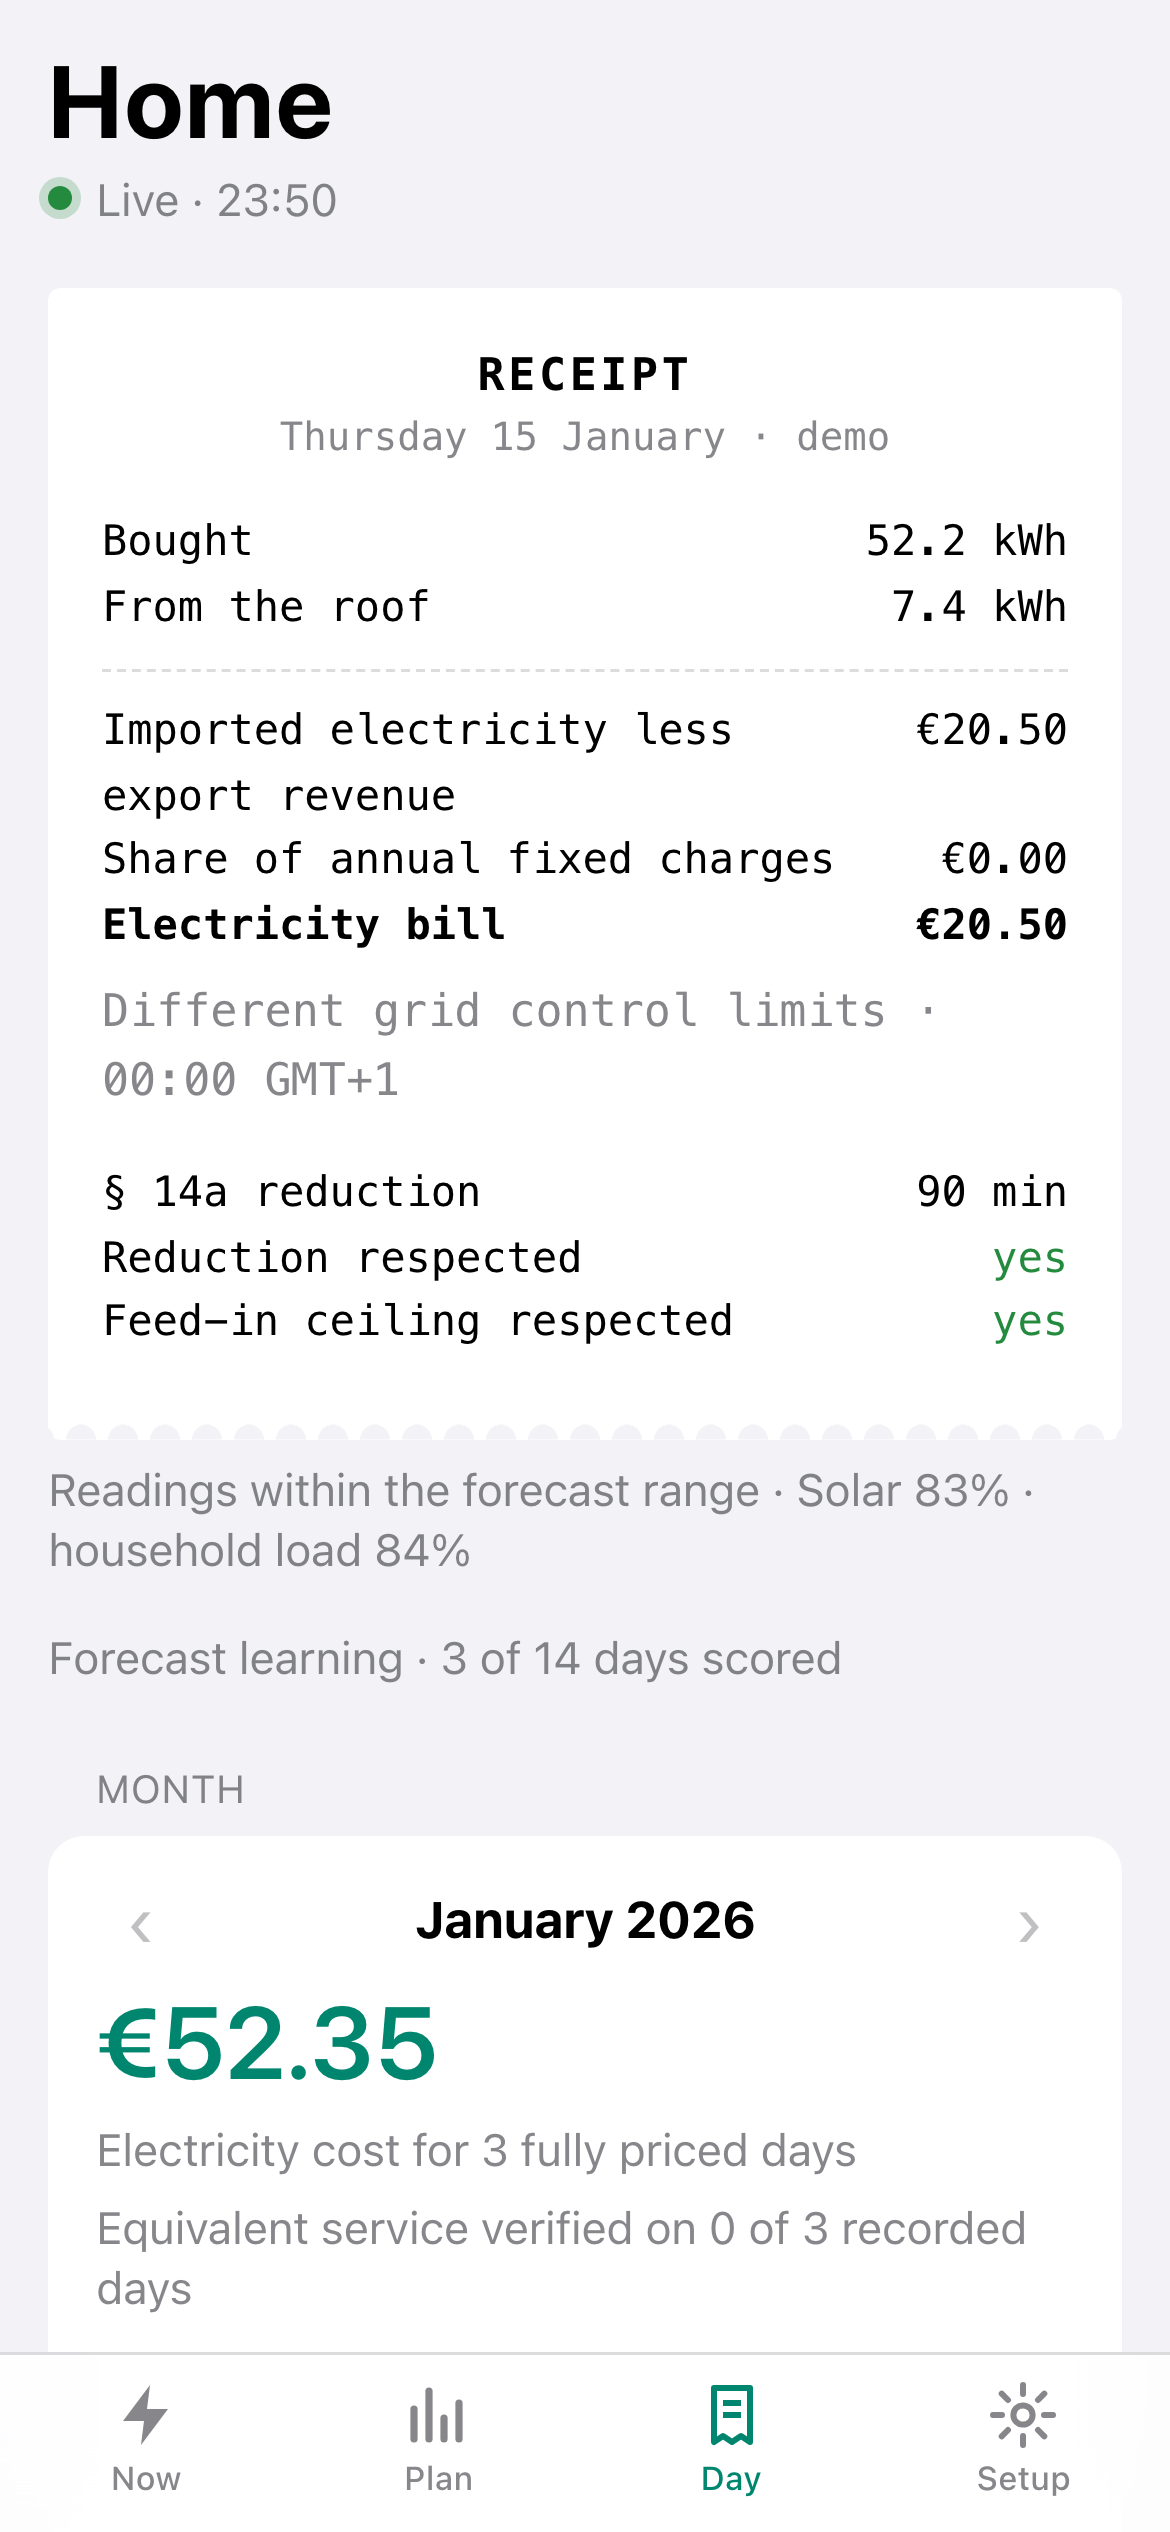 Home
Live · 23:50
RECEIPT
Thursday 15 January · demo
Bought 52.2 kWh
From the roof 7.4 kWh
Imported electricity less €20.50
export revenue
Share of annual fixed charges €0.00
Electricity bill €20.50
Different grid control limits ·
00:00 GMT+1
§ 14a reduction 90 min
Reduction respected yes
Feed-in ceiling respected yes
Readings within the forecast range · Solar 83% ·
household load 84%
Forecast learning · 3 of 14 days scored
MONTH
‹ January 2026 ›
€52.35
Electricity cost for 3 fully priced days
Equivalent service verified on 0 of 3 recorded
days
Now Plan Day Setup